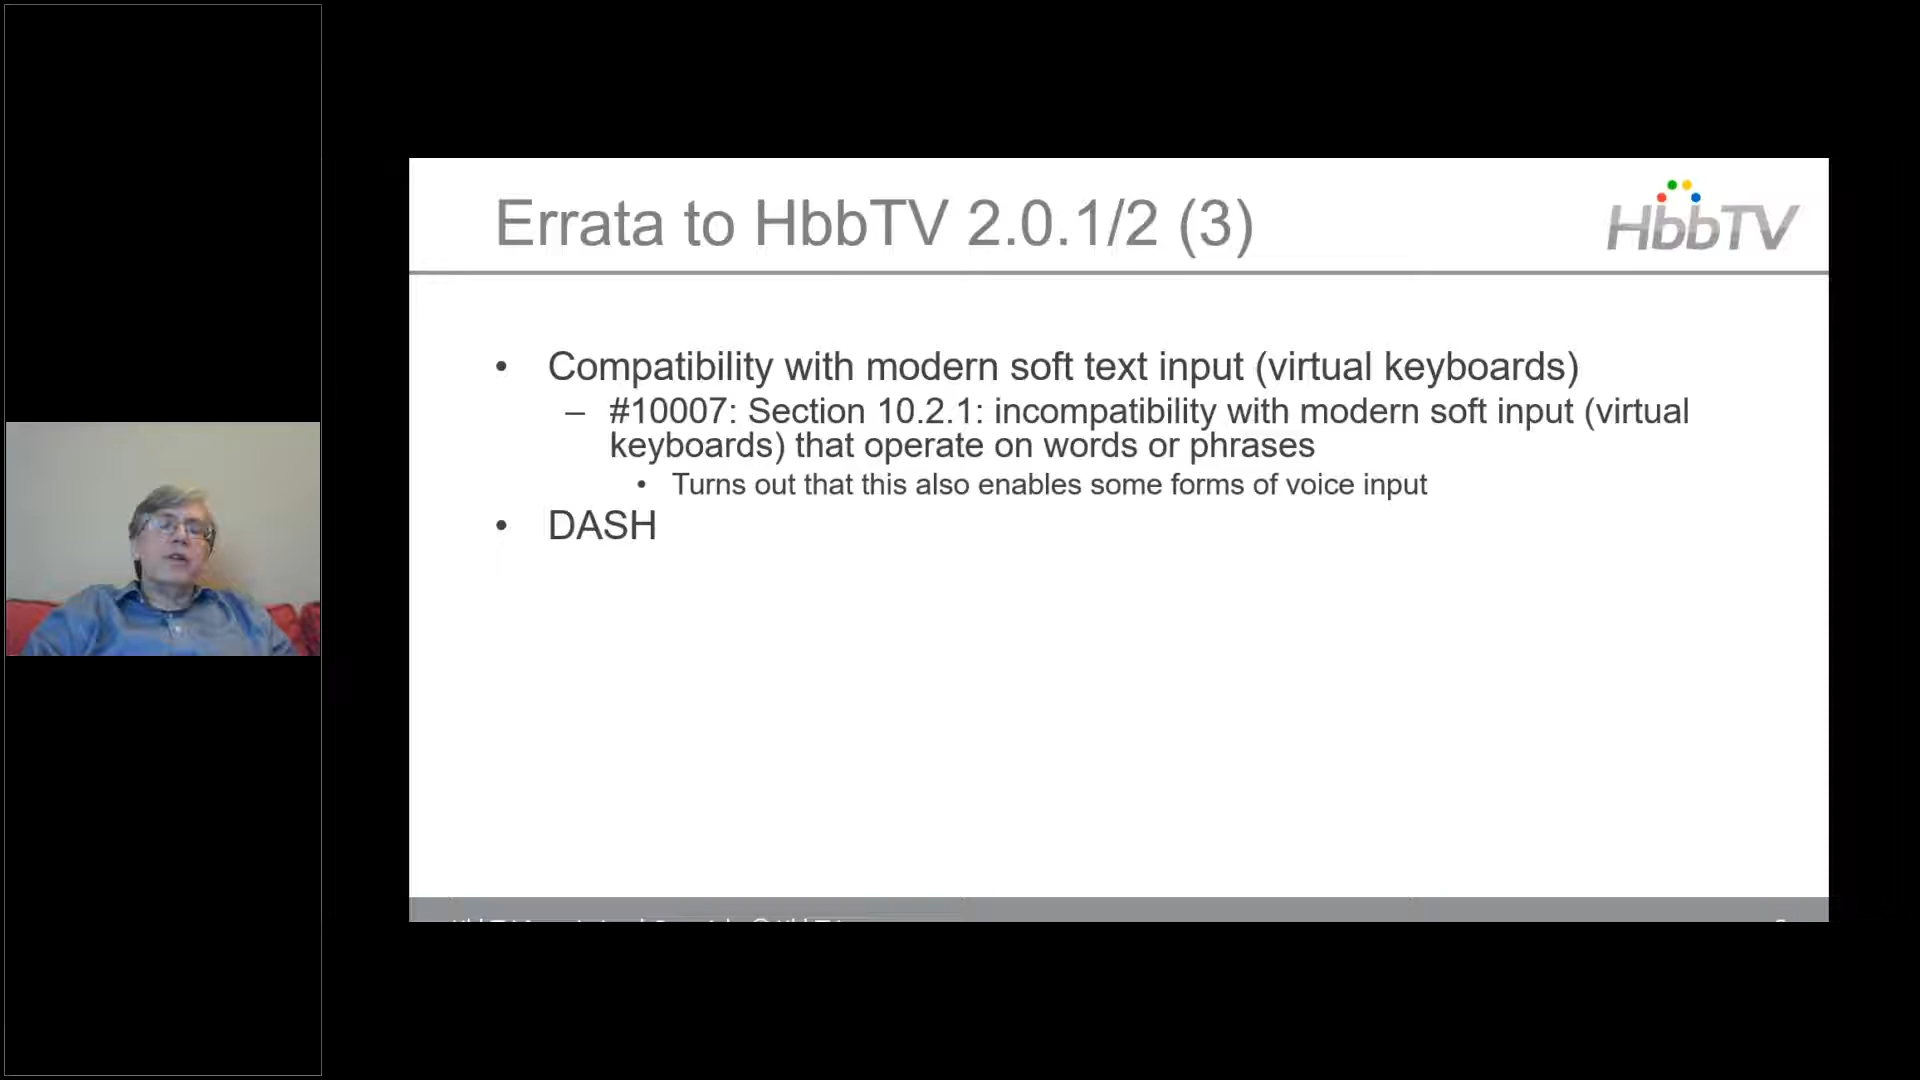 Errata to HbbTV 2.0.1/2 (3)
HbbTV
• Compatibility with modern soft text input (virtual keyboards)
– #10007: Section 10.2.1: incompatibility with modern soft input (virtual
keyboards) that operate on words or phrases
• Turns out that this also enables some forms of voice input
• DASH